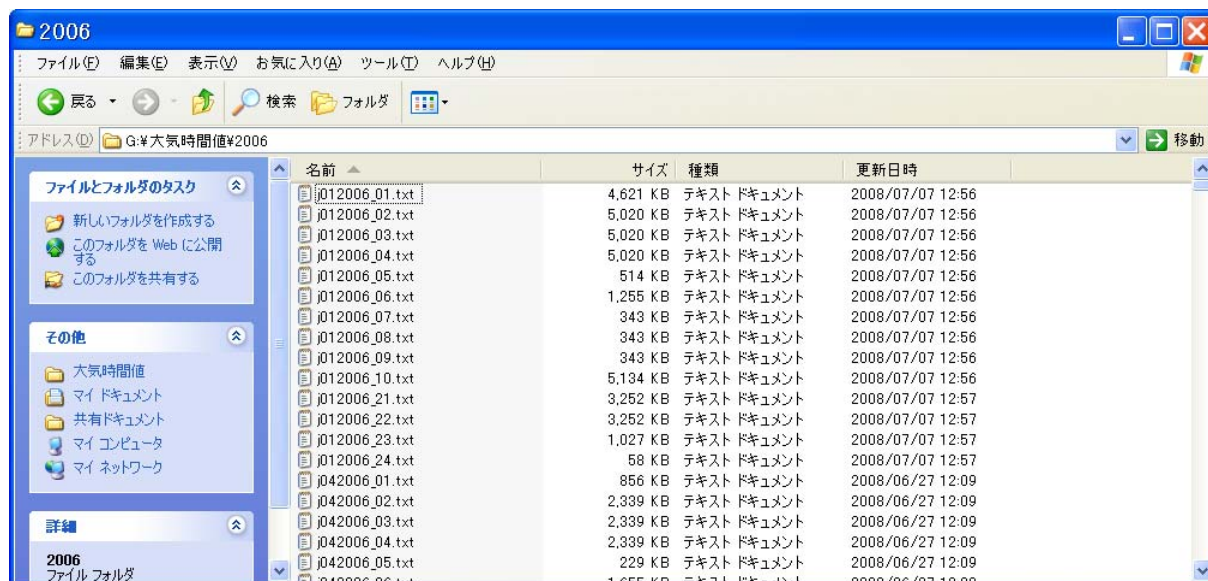 2006
ファイル(F) 編集(E) 表示(V) お気に入り(A) ツール(T) ヘルプ(H)
戻る 検索 フォルダ
アドレス(D) G:¥大気時間値¥2006 移動
ファイルとフォルダのタスク
新しいフォルダを作成する
このフォルダを Web に公開
する
このフォルダを共有する
その他
大気時間値
マイ ドキュメント
共有ドキュメント
マイ コンピュータ
マイ ネットワーク
詳細
2006
ファイル フォルダ
名前 サイズ 種類 更新日時
j012006_01.txt 4,621 KB テキスト ドキュメント 2008/07/07 12:56
j012006_02.txt 5,020 KB テキスト ドキュメント 2008/07/07 12:56
j012006_03.txt 5,020 KB テキスト ドキュメント 2008/07/07 12:56
j012006_04.txt 5,020 KB テキスト ドキュメント 2008/07/07 12:56
j012006_05.txt 514 KB テキスト ドキュメント 2008/07/07 12:56
j012006_06.txt 1,255 KB テキスト ドキュメント 2008/07/07 12:56
j012006_07.txt 343 KB テキスト ドキュメント 2008/07/07 12:56
j012006_08.txt 343 KB テキスト ドキュメント 2008/07/07 12:56
j012006_09.txt 343 KB テキスト ドキュメント 2008/07/07 12:56
j012006_10.txt 5,134 KB テキスト ドキュメント 2008/07/07 12:56
j012006_21.txt 3,252 KB テキスト ドキュメント 2008/07/07 12:57
j012006_22.txt 3,252 KB テキスト ドキュメント 2008/07/07 12:57
j012006_23.txt 1,027 KB テキスト ドキュメント 2008/07/07 12:57
j012006_24.txt 58 KB テキスト ドキュメント 2008/07/07 12:57
j042006_01.txt 856 KB テキスト ドキュメント 2008/06/27 12:09
j042006_02.txt 2,339 KB テキスト ドキュメント 2008/06/27 12:09
j042006_03.txt 2,339 KB テキスト ドキュメント 2008/06/27 12:09
j042006_04.txt 2,339 KB テキスト ドキュメント 2008/06/27 12:09
j042006_05.txt 229 KB テキスト ドキュメント 2008/06/27 12:09